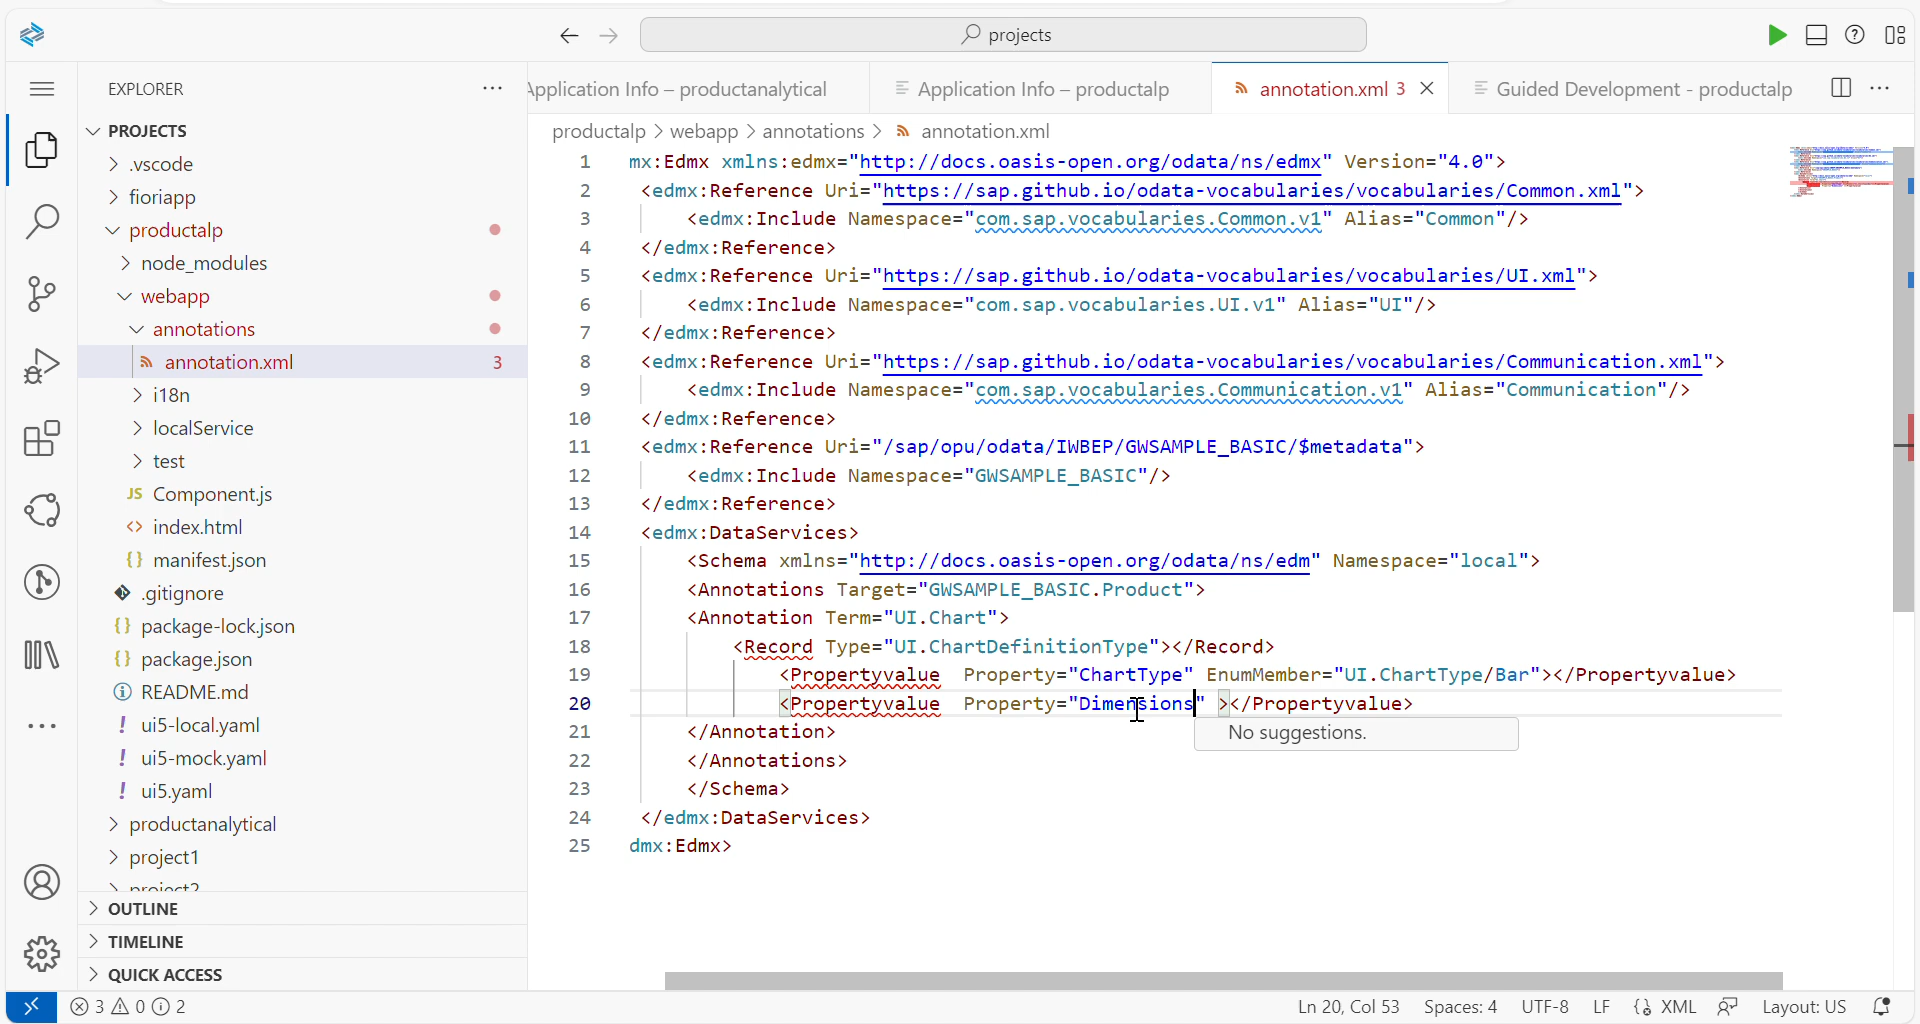 projects
EXPLORER
···
Application Info – productanalytical
Application Info – productalp
annotation.xml 3
Guided Development - productalp
···
PROJECTS
.vscode
fioriapp
productalp
node_modules
webapp
annotations
annotation.xml 3
i18n
localService
test
JS Component.js
<> index.html
{} manifest.json
.gitignore
{} package-lock.json
{} package.json
README.md
! ui5-local.yaml
! ui5-mock.yaml
! ui5.yaml
productanalytical
project1
project2
OUTLINE
TIMELINE
QUICK ACCESS
productalp > webapp > annotations > annotation.xml
1 mx:Edmx xmlns:edmx="http://docs.oasis-open.org/odata/ns/edmx" Version="4.0">
2 <edmx:Reference Uri="https://sap.github.io/odata-vocabularies/vocabularies/Common.xml">
3 <edmx:Include Namespace="com.sap.vocabularies.Common.v1" Alias="Common"/>
4 </edmx:Reference>
5 <edmx:Reference Uri="https://sap.github.io/odata-vocabularies/vocabularies/UI.xml">
6 <edmx:Include Namespace="com.sap.vocabularies.UI.v1" Alias="UI"/>
7 </edmx:Reference>
8 <edmx:Reference Uri="https://sap.github.io/odata-vocabularies/vocabularies/Communication.xml">
9 <edmx:Include Namespace="com.sap.vocabularies.Communication.v1" Alias="Communication"/>
10 </edmx:Reference>
11 <edmx:Reference Uri="/sap/opu/odata/IWBEP/GWSAMPLE_BASIC/$metadata">
12 <edmx:Include Namespace="GWSAMPLE_BASIC"/>
13 </edmx:Reference>
14 <edmx:DataServices>
15 <Schema xmlns="http://docs.oasis-open.org/odata/ns/edm" Namespace="local">
16 <Annotations Target="GWSAMPLE_BASIC.Product">
17 <Annotation Term="UI.Chart">
18 <Record Type="UI.ChartDefinitionType"></Record>
19 <Propertyvalue  Property="ChartType" EnumMember="UI.ChartType/Bar"></Propertyvalue>
20 <Propertyvalue  Property="Dimensions" ></Propertyvalue>
No suggestions.
21 </Annotation>
22 </Annotations>
23 </Schema>
24 </edmx:DataServices>
25 dmx:Edmx>
3 0 2
Ln 20, Col 53
Spaces: 4
UTF-8
LF
{} XML
Layout: US